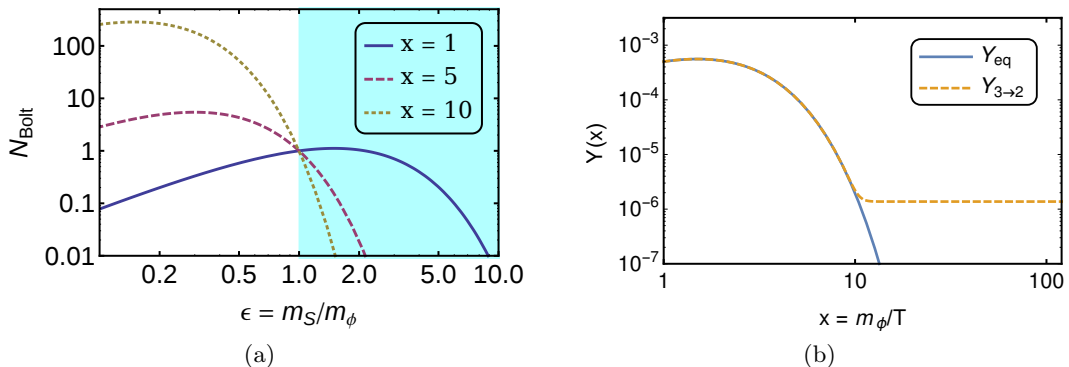 100
10
1
0.1
0.01
N_Bolt
x = 1
x = 5
x = 10
0.2 0.5 1.0 2.0 5.0 10.0
ϵ = m_S/m_ϕ
(a)
10^−3
10^−4
10^−5
10^−6
10^−7
Y(x)
Y_eq
Y_3→2
1 10 100
x = m_ϕ/T
(b)